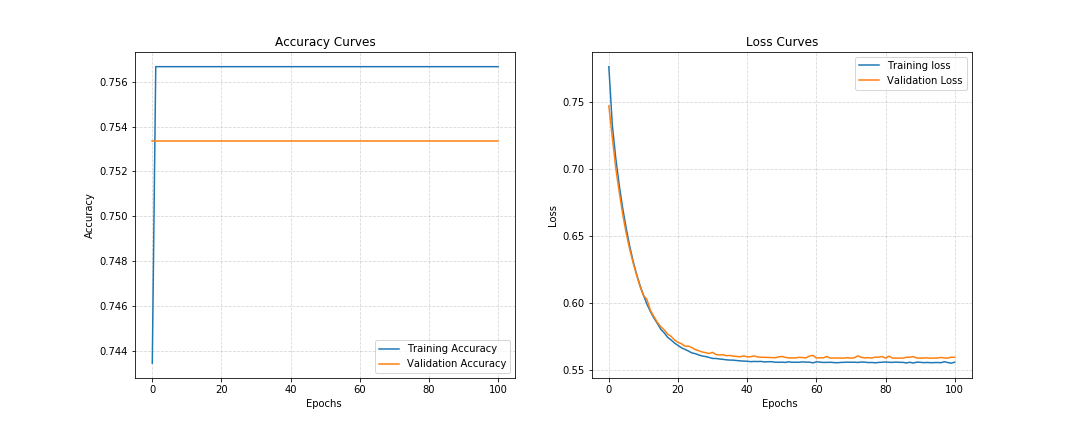 Accuracy Curves
0.756
0.754
0.752
0.750
0.748
0.746
0.744
Accuracy
0 20 40 60 80 100
Epochs
Training Accuracy
Validation Accuracy
Loss Curves
0.75
0.70
0.65
0.60
0.55
Loss
0 20 40 60 80 100
Epochs
Training loss
Validation Loss